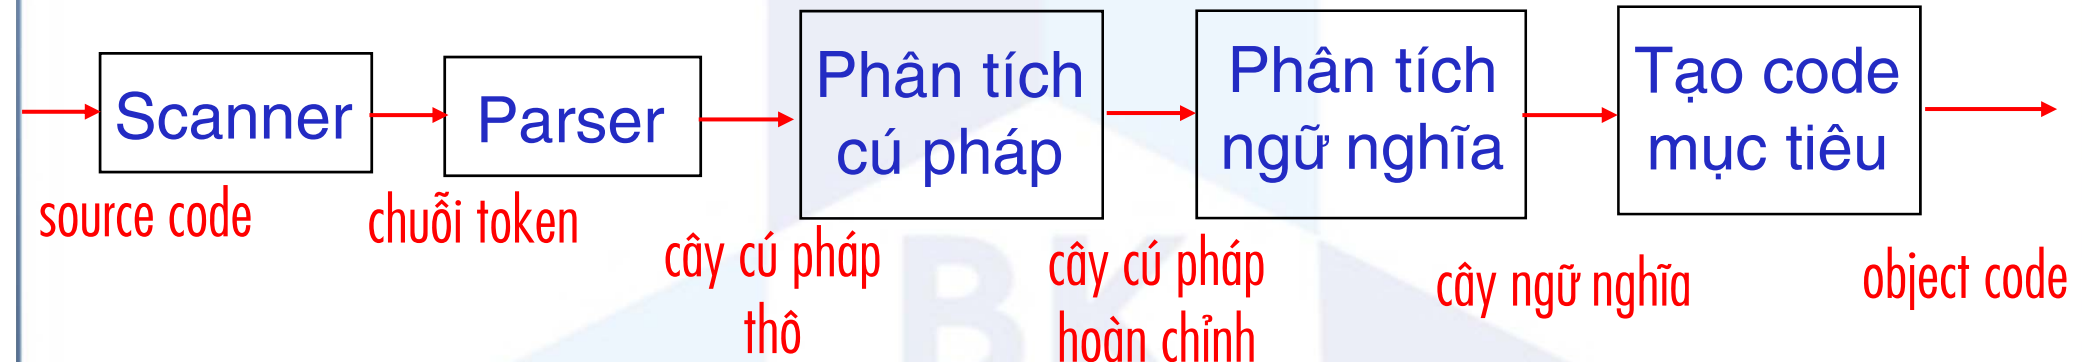 Scanner
Parser
Phân tích
cú pháp
Phân tích
ngữ nghĩa
Tạo code
mục tiêu
source code
chuỗi token
cây cú pháp
thô
cây cú pháp
hoàn chỉnh
cây ngữ nghĩa
object code
BK